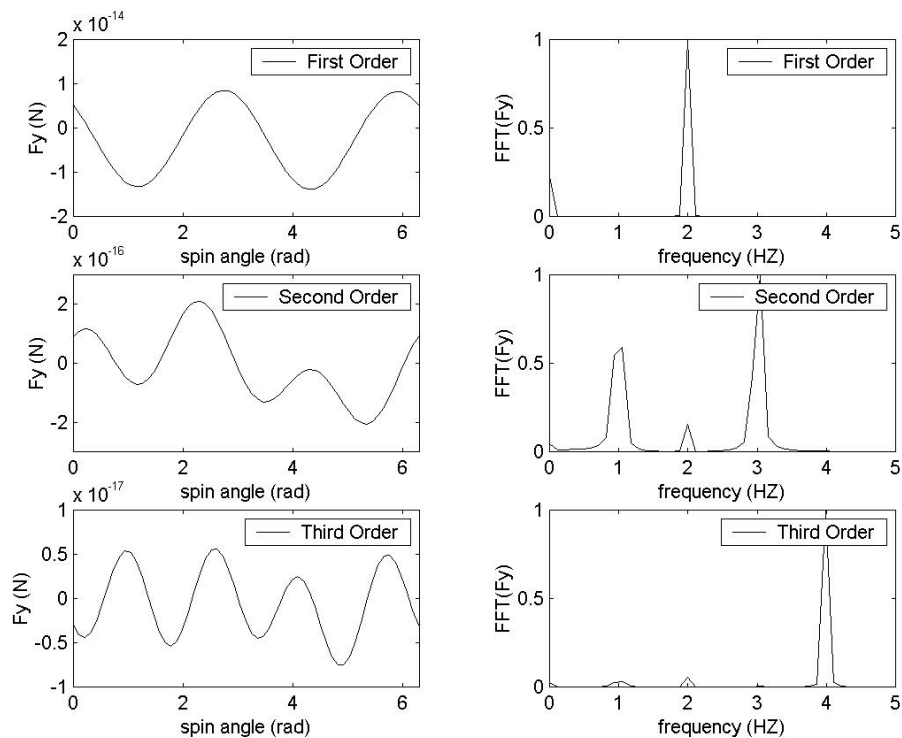 x 10^-14
2
1
0
-1
-2
Fy (N)
First Order
0 2 4 6
spin angle (rad)
1
0.5
0
FFT(Fy)
First Order
0 1 2 3 4 5
frequency (HZ)
x 10^-16
2
0
-2
Fy (N)
Second Order
0 2 4 6
spin angle (rad)
1
0.5
0
FFT(Fy)
Second Order
0 1 2 3 4 5
frequency (HZ)
x 10^-17
1
0.5
0
-0.5
-1
Fy (N)
Third Order
0 2 4 6
spin angle (rad)
1
0.5
0
FFT(Fy)
Third Order
0 1 2 3 4 5
frequency (HZ)